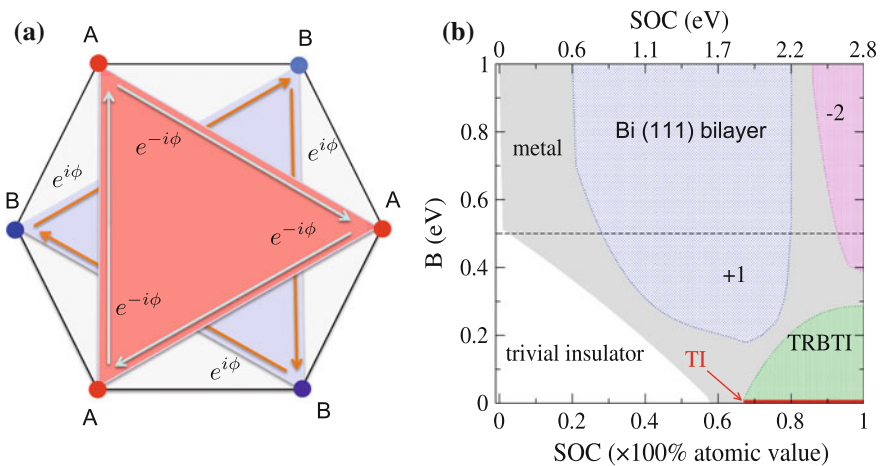 (a)
A
B
e^{-iϕ}
e^{iϕ}
e^{iϕ}
B
A
e^{-iϕ}
e^{-iϕ}
e^{iϕ}
A
B
(b)
SOC (eV)
0 0.6 1.1 1.7 2.2 2.8
B (eV)
1
0.8
0.6
0.4
0.2
0
metal
Bi (111) bilayer
-2
+1
trivial insulator
TI
TRBTI
0 0.2 0.4 0.6 0.8 1
SOC (×100% atomic value)